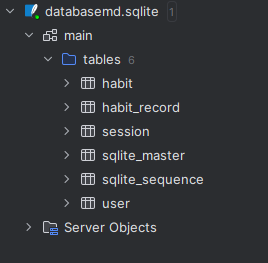 databasemd.sqlite 1
main
tables 6
habit
habit_record
session
sqlite_master
sqlite_sequence
user
Server Objects